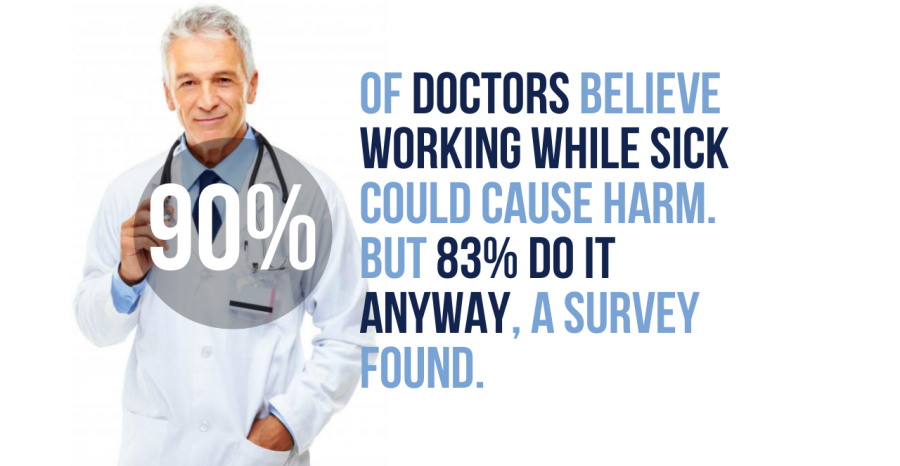 90%
OF DOCTORS BELIEVE
WORKING WHILE SICK
COULD CAUSE HARM.
BUT 83% DO IT
ANYWAY, A SURVEY
FOUND.